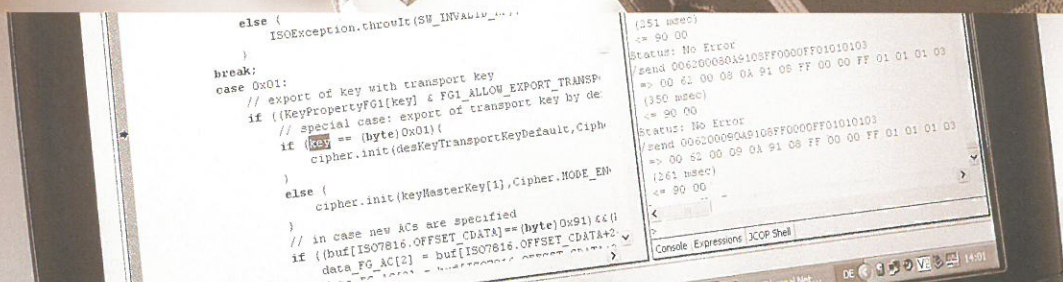 else {
ISOException.throwIt(SW_INVALID_
}
break;
case 0x01:
// export of key with transport key
if ((KeyPropertyFG1[key] & FG1_ALLOW_EXPORT_TRANSP
// special case: export of transport key by de
if (key == (byte)0x01){
cipher.init(desKeyTransportKeyDefault,Ciph
}
else {
cipher.init(keyMasterKey[1],Cipher.MODE_EN
}
// in case new ACs are specified
if ((buf[ISO7816.OFFSET_CDATA]==(byte)0x91)&&(
data_FG_AC[2] = buf[ISO7816.OFFSET_CDATA+2
(251 msec)
<= 90 00
Status: No Error
/send 006200080A9108FF0000FF01010103
=> 00 62 00 08 0A 91 08 FF 00 00 FF 01 01 01 03
(350 msec)
<= 90 00
Status: No Error
/send 006200090A9108FF0000FF01010103
=> 00 62 00 09 0A 91 08 FF 00 00 FF 01 01 01 03
(261 msec)
<= 90 00
>
Console Expressions JCOP Shell
DE 14:01